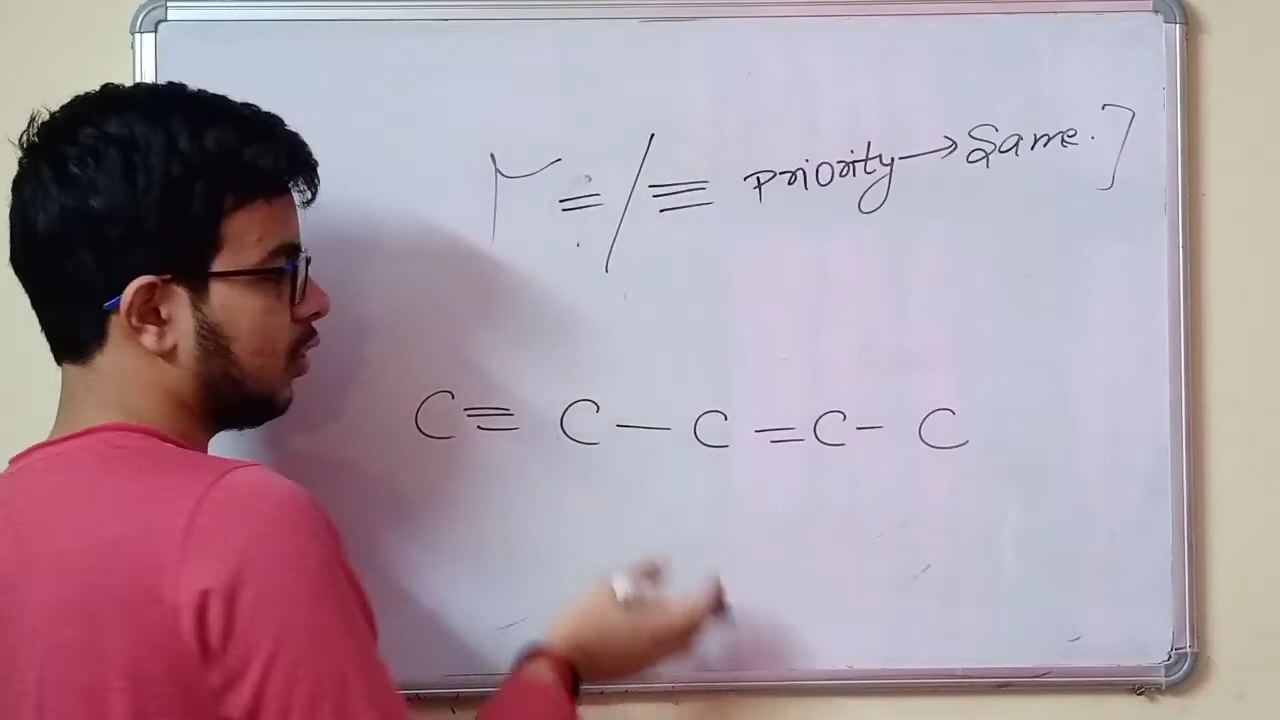 [ = / ≡ Priority → Same. ]
C ≡ C — C = C - C